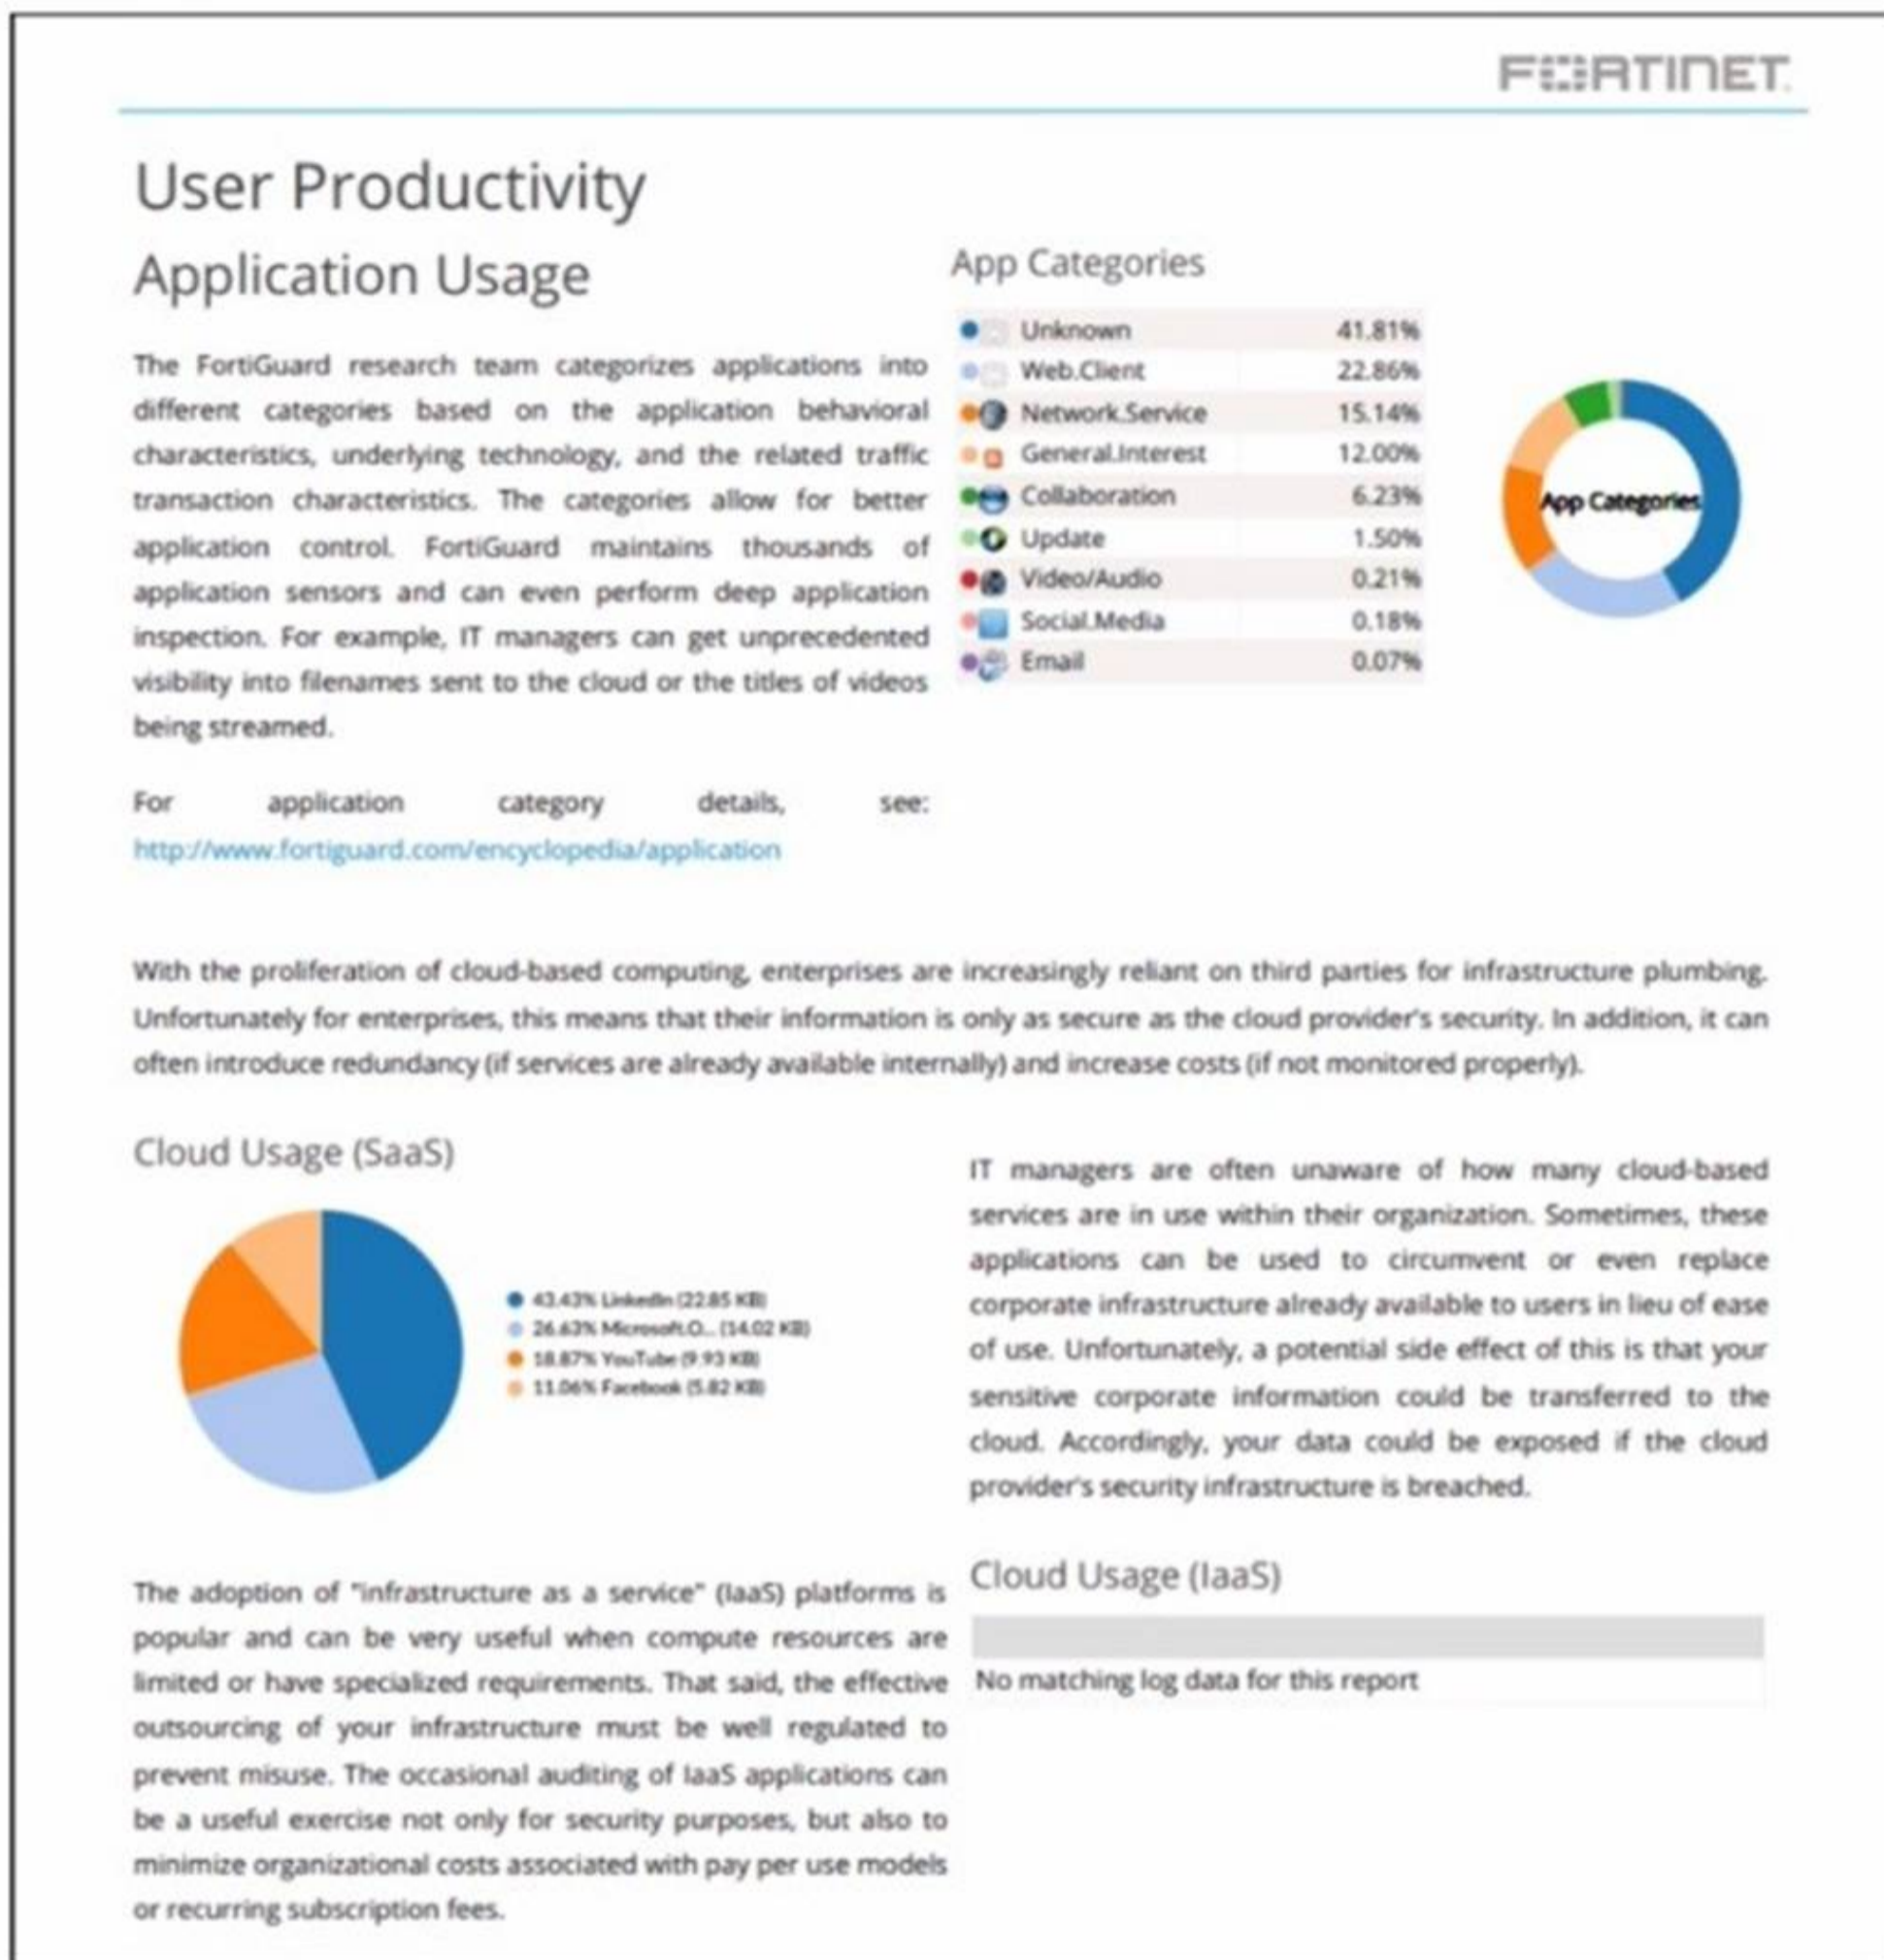 FORTINET
User Productivity
Application Usage
The FortiGuard research team categorizes applications into
different categories based on the application behavioral
characteristics, underlying technology, and the related traffic
transaction characteristics. The categories allow for better
application control. FortiGuard maintains thousands of
application sensors and can even perform deep application
inspection. For example, IT managers can get unprecedented
visibility into filenames sent to the cloud or the titles of videos
being streamed.
For application category details, see:
http://www.fortiguard.com/encyclopedia/application
App Categories
Unknown 41.81%
Web.Client 22.86%
Network.Service 15.14%
General.Interest 12.00%
Collaboration 6.23%
Update 1.50%
Video/Audio 0.21%
Social.Media 0.18%
Email 0.07%
App Categories
With the proliferation of cloud-based computing, enterprises are increasingly reliant on third parties for infrastructure plumbing.
Unfortunately for enterprises, this means that their information is only as secure as the cloud provider's security. In addition, it can
often introduce redundancy (if services are already available internally) and increase costs (if not monitored properly).
Cloud Usage (SaaS)
43.43% LinkedIn (22.85 KB)
26.63% Microsoft.O... (14.02 KB)
18.87% YouTube (9.93 KB)
11.06% Facebook (5.82 KB)
IT managers are often unaware of how many cloud-based
services are in use within their organization. Sometimes, these
applications can be used to circumvent or even replace
corporate infrastructure already available to users in lieu of ease
of use. Unfortunately, a potential side effect of this is that your
sensitive corporate information could be transferred to the
cloud. Accordingly, your data could be exposed if the cloud
provider's security infrastructure is breached.
The adoption of "infrastructure as a service" (IaaS) platforms is
popular and can be very useful when compute resources are
limited or have specialized requirements. That said, the effective
outsourcing of your infrastructure must be well regulated to
prevent misuse. The occasional auditing of IaaS applications can
be a useful exercise not only for security purposes, but also to
minimize organizational costs associated with pay per use models
or recurring subscription fees.
Cloud Usage (IaaS)
No matching log data for this report